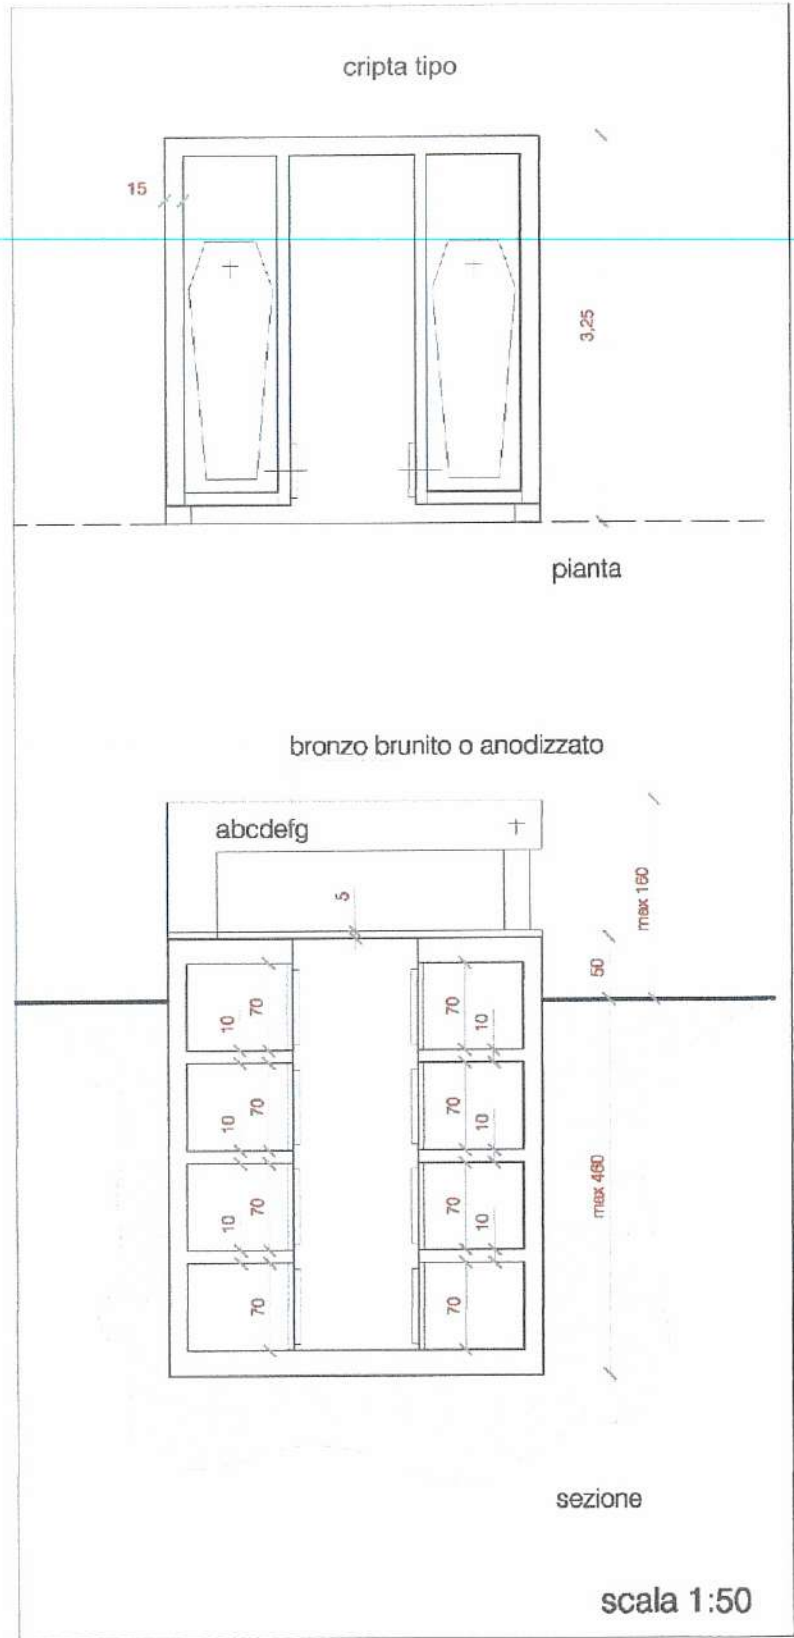 cripta tipo
15
3,25
pianta
bronzo brunito o anodizzato
abcdefg
max 160
5
50
10 70 70 10
10 70 70 10
10 70 70 10
70 70
max 460
sezione
scala 1:50